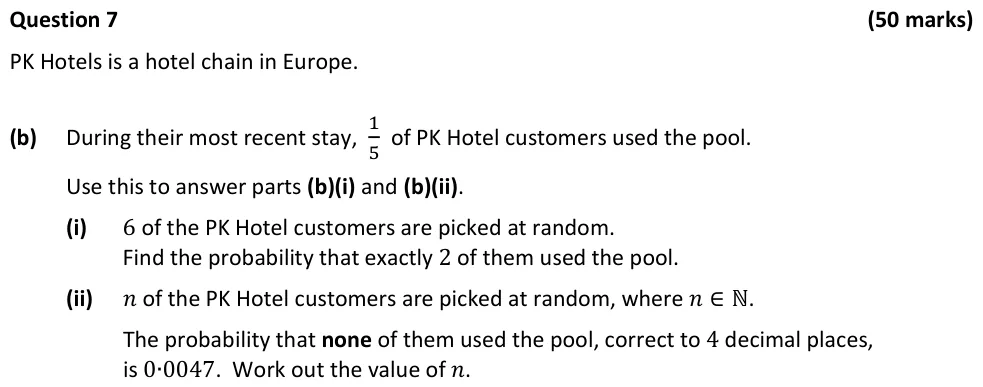 Question 7 (50 marks)
PK Hotels is a hotel chain in Europe.
(b) During their most recent stay, 1/5 of PK Hotel customers used the pool.
Use this to answer parts (b)(i) and (b)(ii).
(i) 6 of the PK Hotel customers are picked at random.
Find the probability that exactly 2 of them used the pool.
(ii) n of the PK Hotel customers are picked at random, where n ∈ ℕ.
The probability that none of them used the pool, correct to 4 decimal places,
is 0·0047. Work out the value of n.